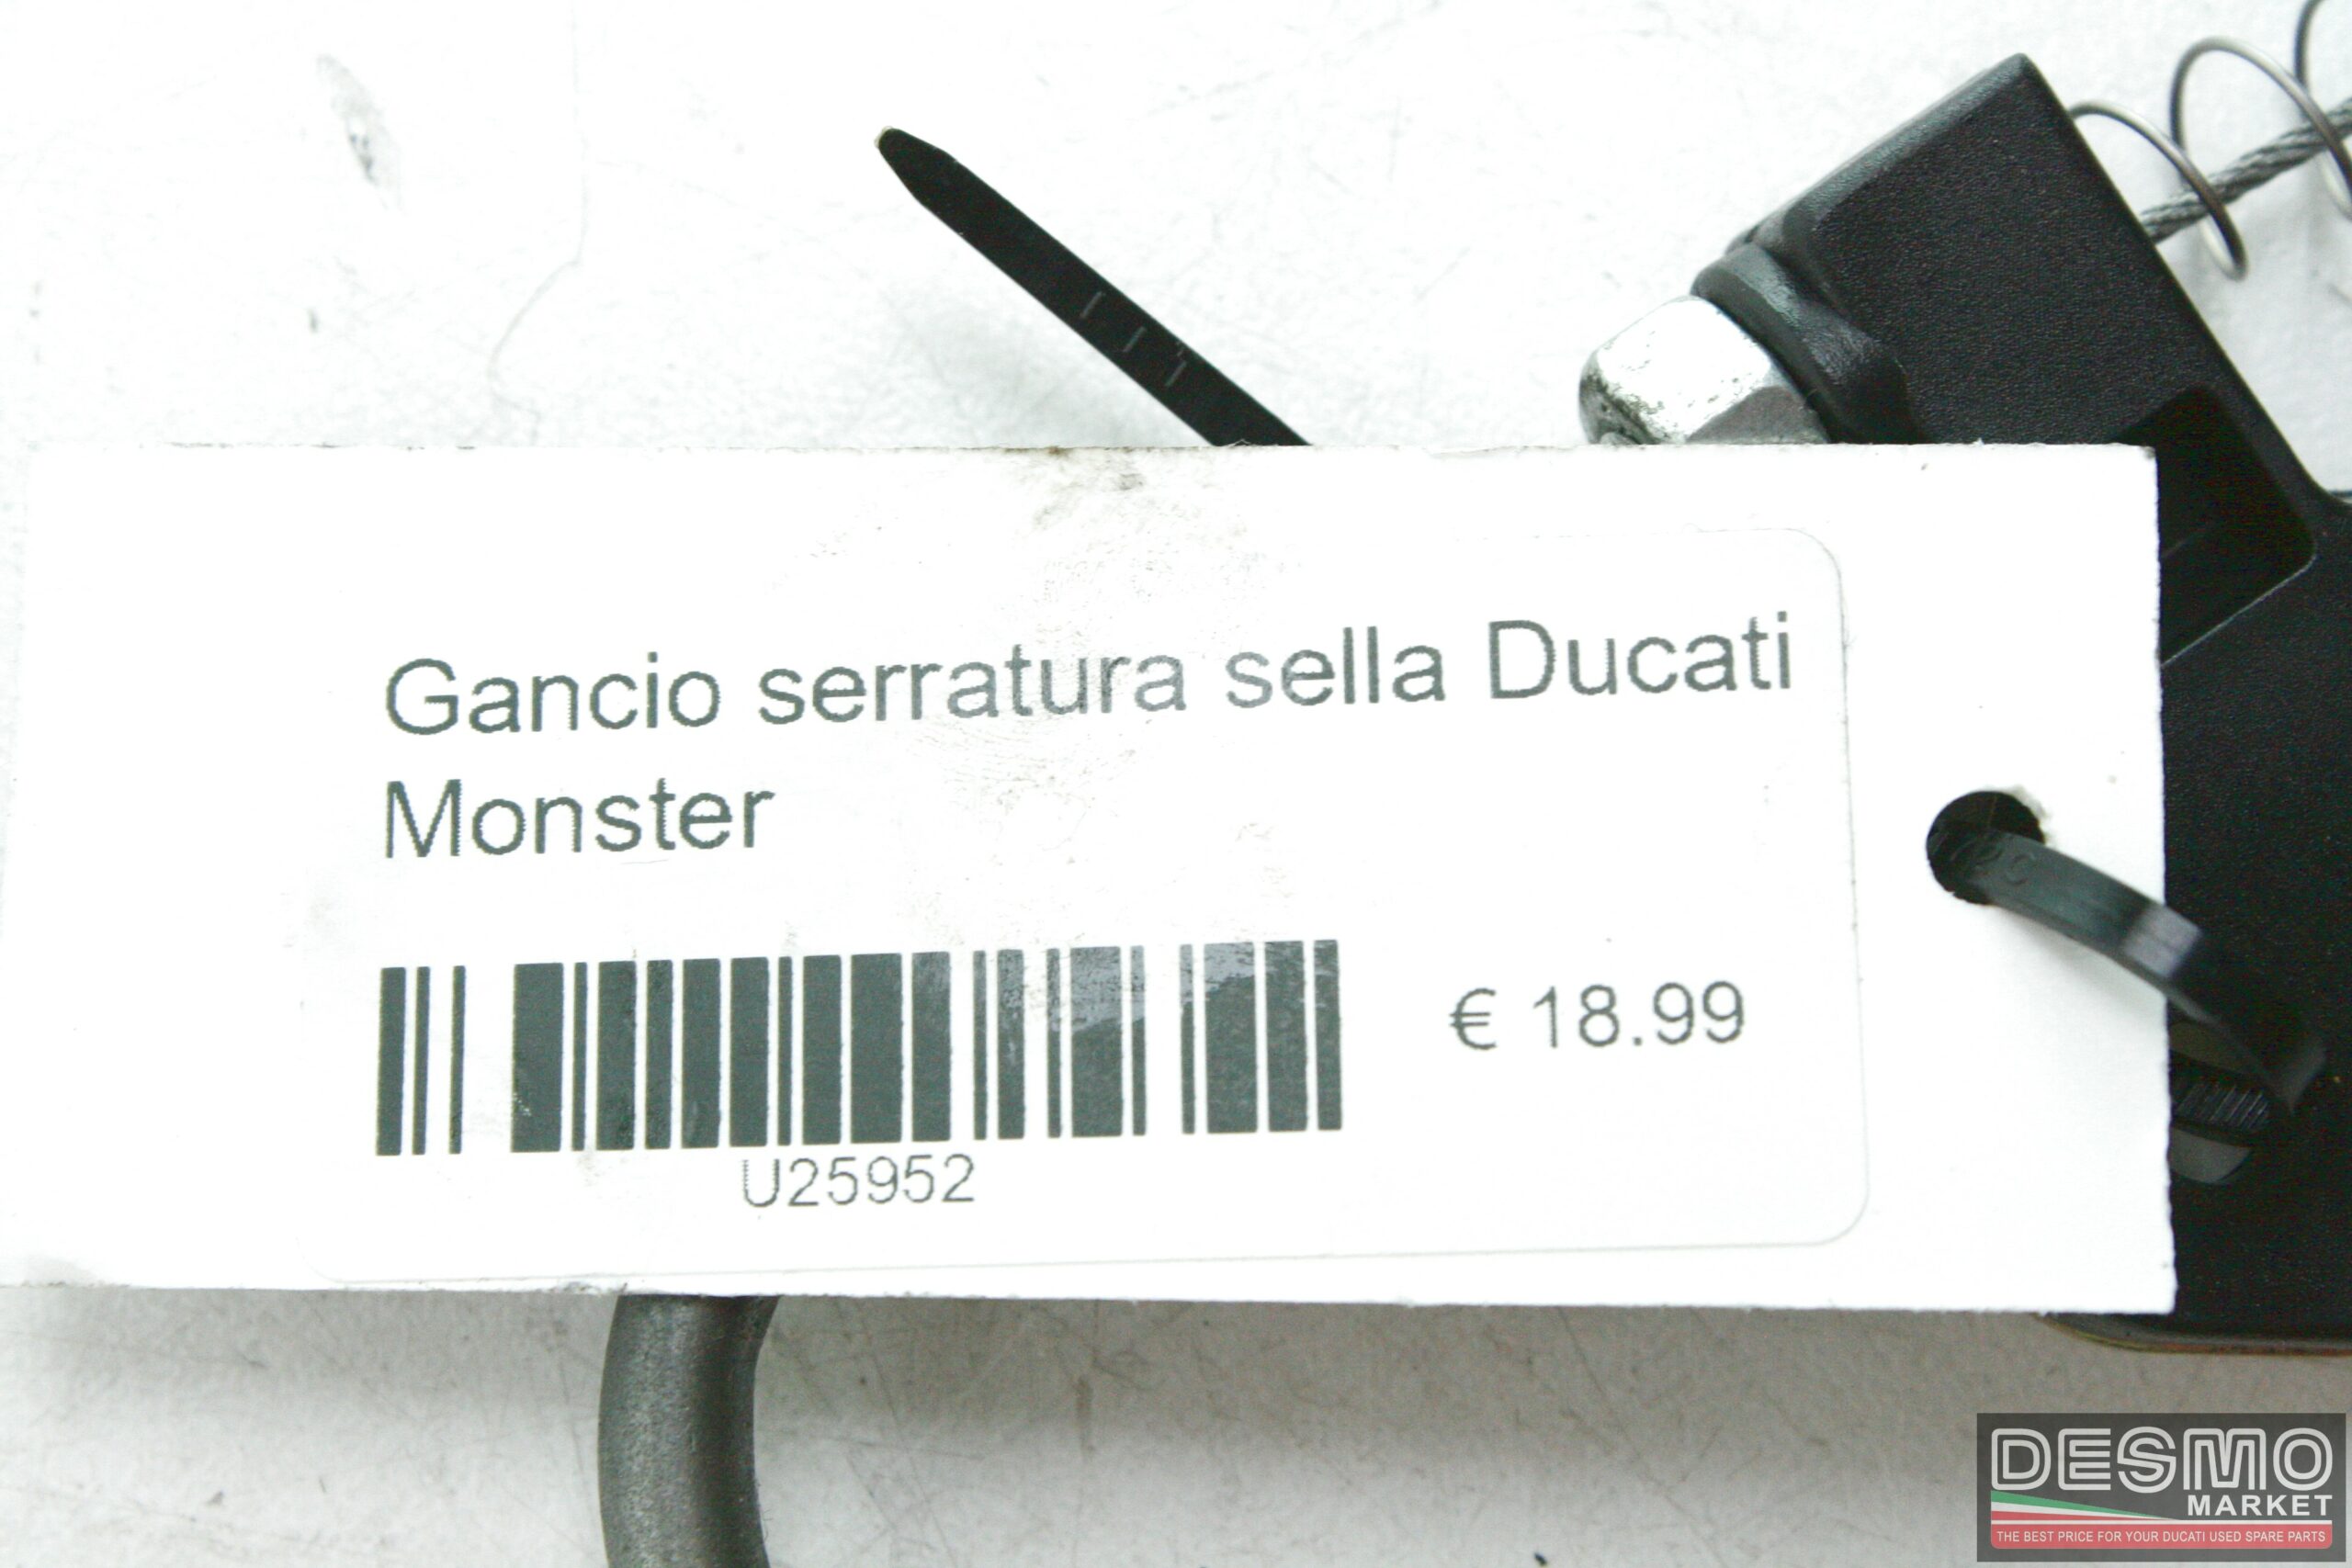 Gancio serratura sella Ducati
Monster
€ 18.99
U25952
DESMO
MARKET
THE BEST PRICE FOR YOUR DUCATI USED SPARE PARTS